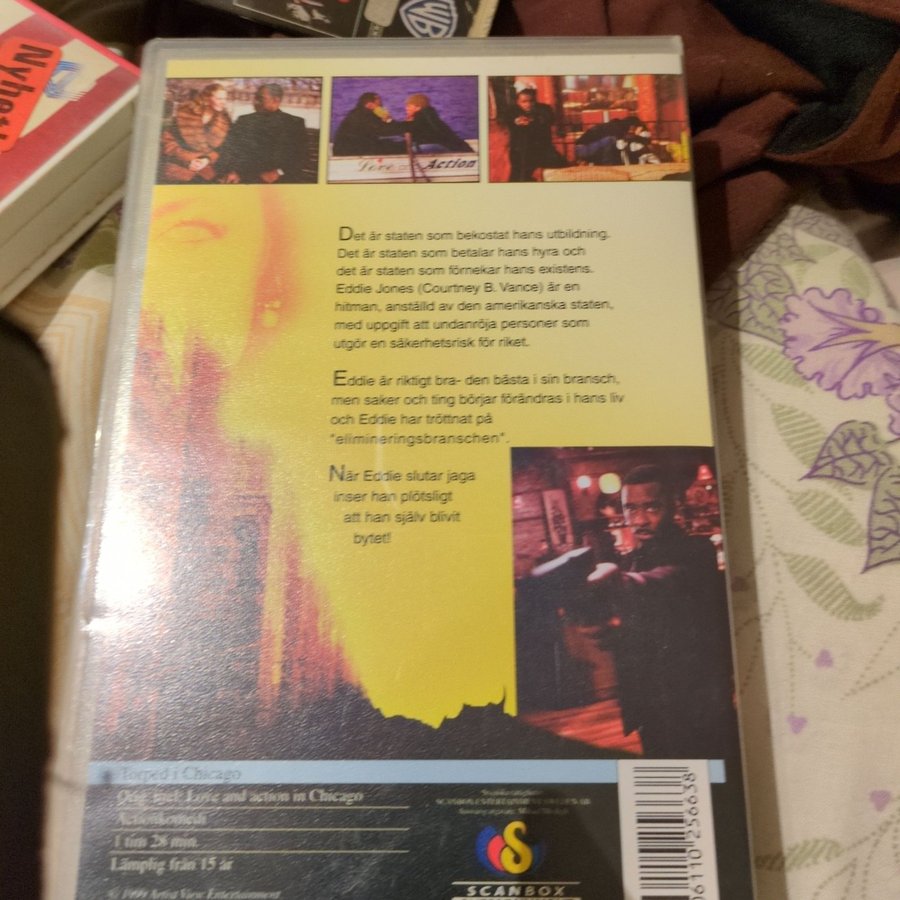 Nyhet
WB
Love and Action
Det är staten som bekostat hans utbildning.
Det är staten som betalar hans hyra och
det är staten som förnekar hans existens.
Eddie Jones (Courtney B. Vance) är en
hitman, anställd av den amerikanska staten,
med uppgift att undanröja personer som
utgör en säkerhetsrisk för riket.
Eddie är riktigt bra- den bästa i sin bransch,
men saker och ting börjar förändras i hans liv
och Eddie har tröttnat på
"elimineringsbranschen".
När Eddie slutar jaga
inser han plötsligt
att han själv blivit
bytet!
Torped i Chicago
Orig. titel: Love and action in Chicago
Actionkomedi
1 tim 28 min.
Lämplig från 15 år
© 1999 Artist View Entertainment
S
SCANBOX
06110 256638